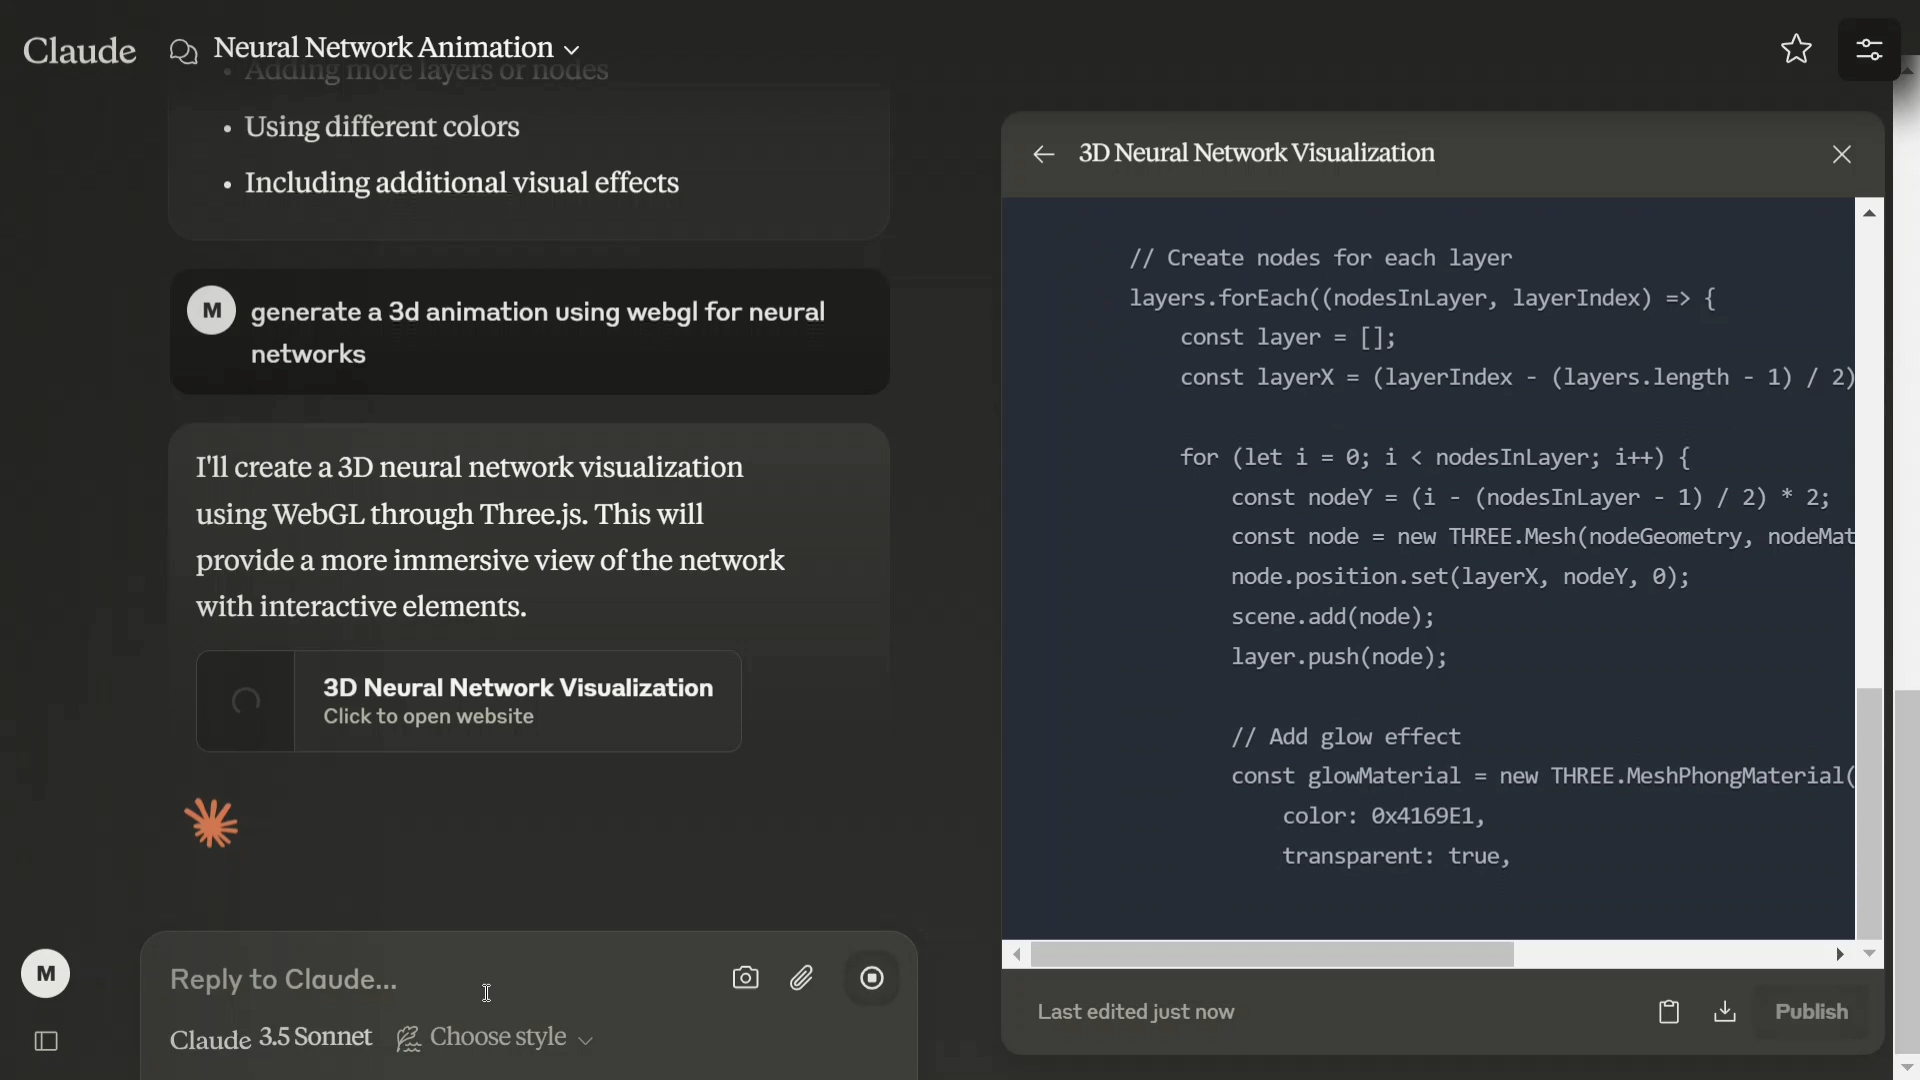 Claude
Neural Network Animation
Adding more layers or nodes
Using different colors
Including additional visual effects
M
generate a 3d animation using webgl for neural
networks
I'll create a 3D neural network visualization
using WebGL through Three.js. This will
provide a more immersive view of the network
with interactive elements.
3D Neural Network Visualization
Click to open website
M
Reply to Claude...
Claude 3.5 Sonnet
Choose style
3D Neural Network Visualization
// Create nodes for each layer
layers.forEach((nodesInLayer, layerIndex) => {
const layer = [];
const layerX = (layerIndex - (layers.length - 1) / 2)
for (let i = 0; i < nodesInLayer; i++) {
const nodeY = (i - (nodesInLayer - 1) / 2) * 2;
const node = new THREE.Mesh(nodeGeometry, nodeMat
node.position.set(layerX, nodeY, 0);
scene.add(node);
layer.push(node);
// Add glow effect
const glowMaterial = new THREE.MeshPhongMaterial(
color: 0x4169E1,
transparent: true,
Last edited just now
Publish